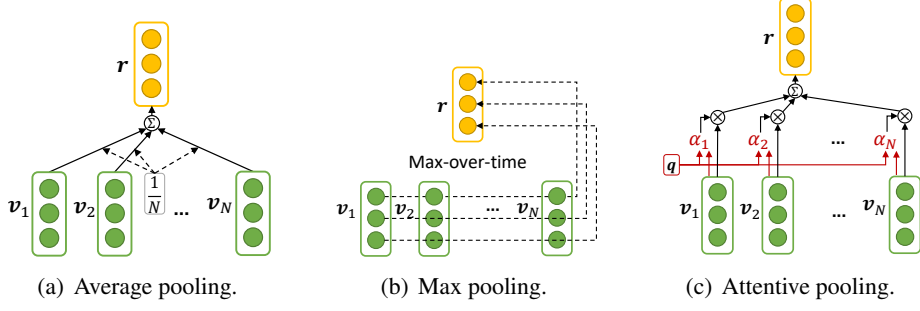 r
Σ
1
N
v1 v2 ... vN
(a) Average pooling.
r
Max-over-time
v1 v2 ... vN
(b) Max pooling.
r
Σ
⊗ ⊗ ⊗
α1 α2 ... αN
q
v1 v2 ... vN
(c) Attentive pooling.